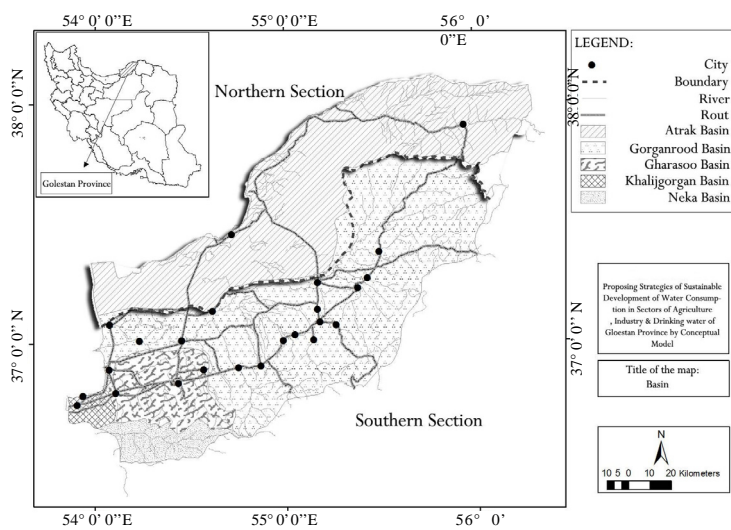 54° 0' 0"E
55° 0' 0"E
56° 0'
0"E
38° 0' 0"N
38° 0' 0"N
Northern Section
Golestan Province
LEGEND:
City
Boundary
River
Rout
Atrak Basin
Gorganrood Basin
Gharasoo Basin
Khalijgorgan Basin
Neka Basin
37° 0' 0"N
37° 0' 0"N
Southern Section
Proposing Strategies of Sustainable
Development of Water Consump-
tion in Sectors of Agriculture
, Industry & Drinking water of
Gloestan Province by Conceptual
Model
Title of the map:
Basin
N
10 5 0 10 20 Kilometers
54° 0' 0"E
55° 0' 0"E
56° 0'
0"E